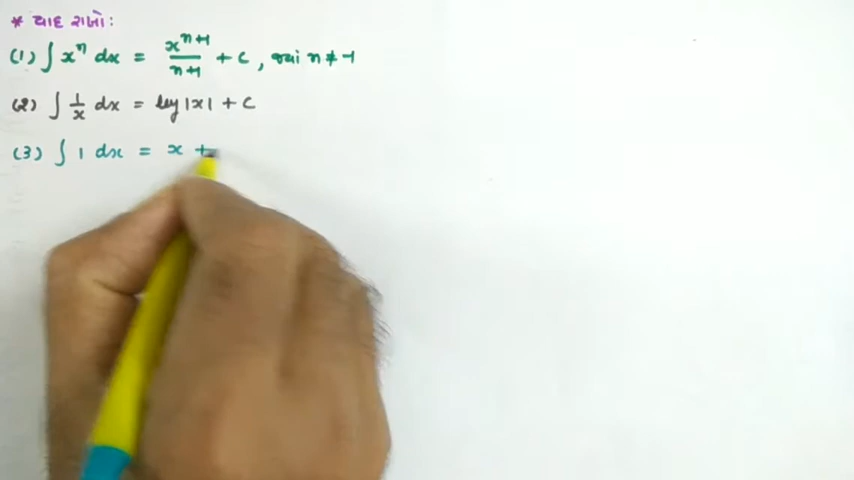 * યાદ રાખો:
(1) ∫ xⁿ dx = xⁿ⁺¹/n+1 + c, જ્યાં n ≠ -1
(2) ∫ 1/x dx = log |x| + c
(3) ∫ 1 dx = x +